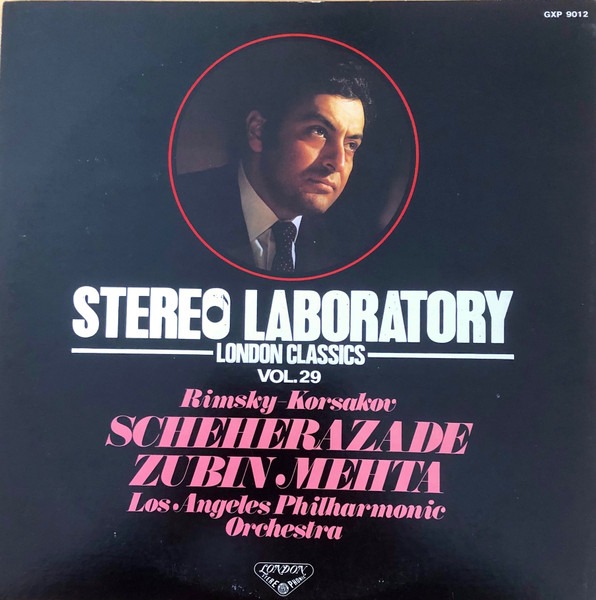 GXP 9012
STEREO LABORATORY
LONDON CLASSICS
VOL. 29
Rimsky-Korsakov
SCHEHERAZADE
ZUBIN MEHTA
Los Angeles Philharmonic
Orchestra
LONDON